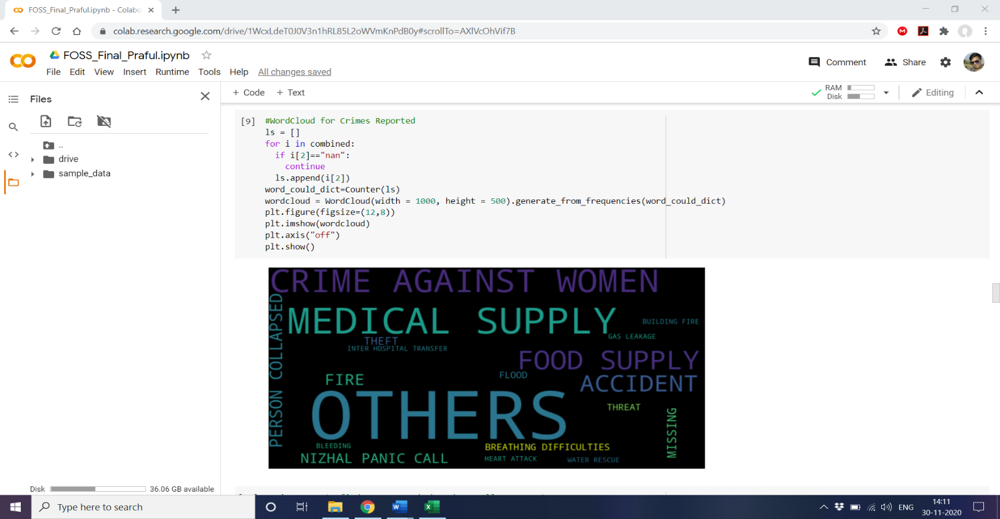 FOSS_Final_Praful.ipynb - Colabo
colab.research.google.com/drive/1WcxLdeT0J0V3n1hRL85L2oWVmKnPdB0y#scrollTo=AXlVcOhVif7B
FOSS_Final_Praful.ipynb
Comment
Share
File Edit View Insert Runtime Tools Help All changes saved
Files
+ Code + Text
RAM
Disk
Editing
..
drive
sample_data
[9] #WordCloud for Crimes Reported
ls = []
for i in combined:
if i[2]=="nan":
continue
ls.append(i[2])
word_could_dict=Counter(ls)
wordcloud = WordCloud(width = 1000, height = 500).generate_from_frequencies(word_could_dict)
plt.figure(figsize=(12,8))
plt.imshow(wordcloud)
plt.axis("off")
plt.show()
CRIME AGAINST WOMEN
PERSON COLLAPSED
MEDICAL SUPPLY
BUILDING FIRE
GAS LEAKAGE
THEFT
INTER HOSPITAL TRANSFER
FOOD SUPPLY
FLOOD
FIRE
ACCIDENT
OTHERS
THREAT
MISSING
BLEEDING
BREATHING DIFFICULTIES
NIZHAL PANIC CALL
HEART ATTACK
WATER RESCUE
Disk 36.06 GB available
Type here to search
ENG
14:11
30-11-2020